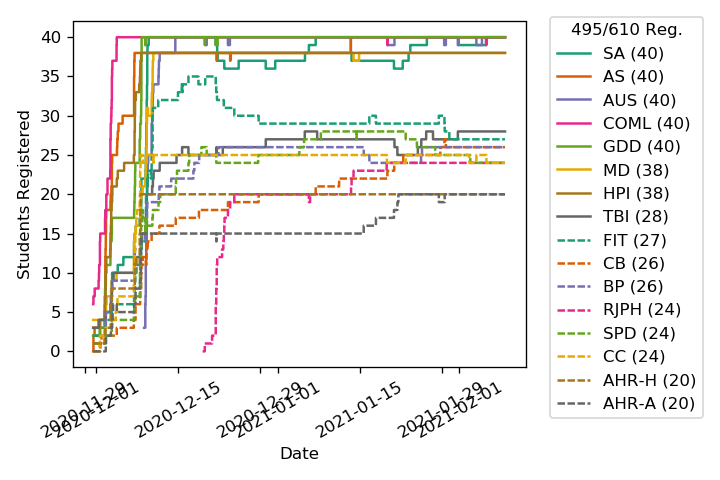 495/610 Reg.
SA (40)
AS (40)
AUS (40)
COML (40)
GDD (40)
MD (38)
HPI (38)
TBI (28)
FIT (27)
CB (26)
BP (26)
RJPH (24)
SPD (24)
CC (24)
AHR-H (20)
AHR-A (20)
Students Registered
40
35
30
25
20
15
10
5
0
2020-11-29
2020-12-01
2020-12-15
2020-12-29
2021-01-01
2021-01-15
2021-01-29
2021-02-01
Date